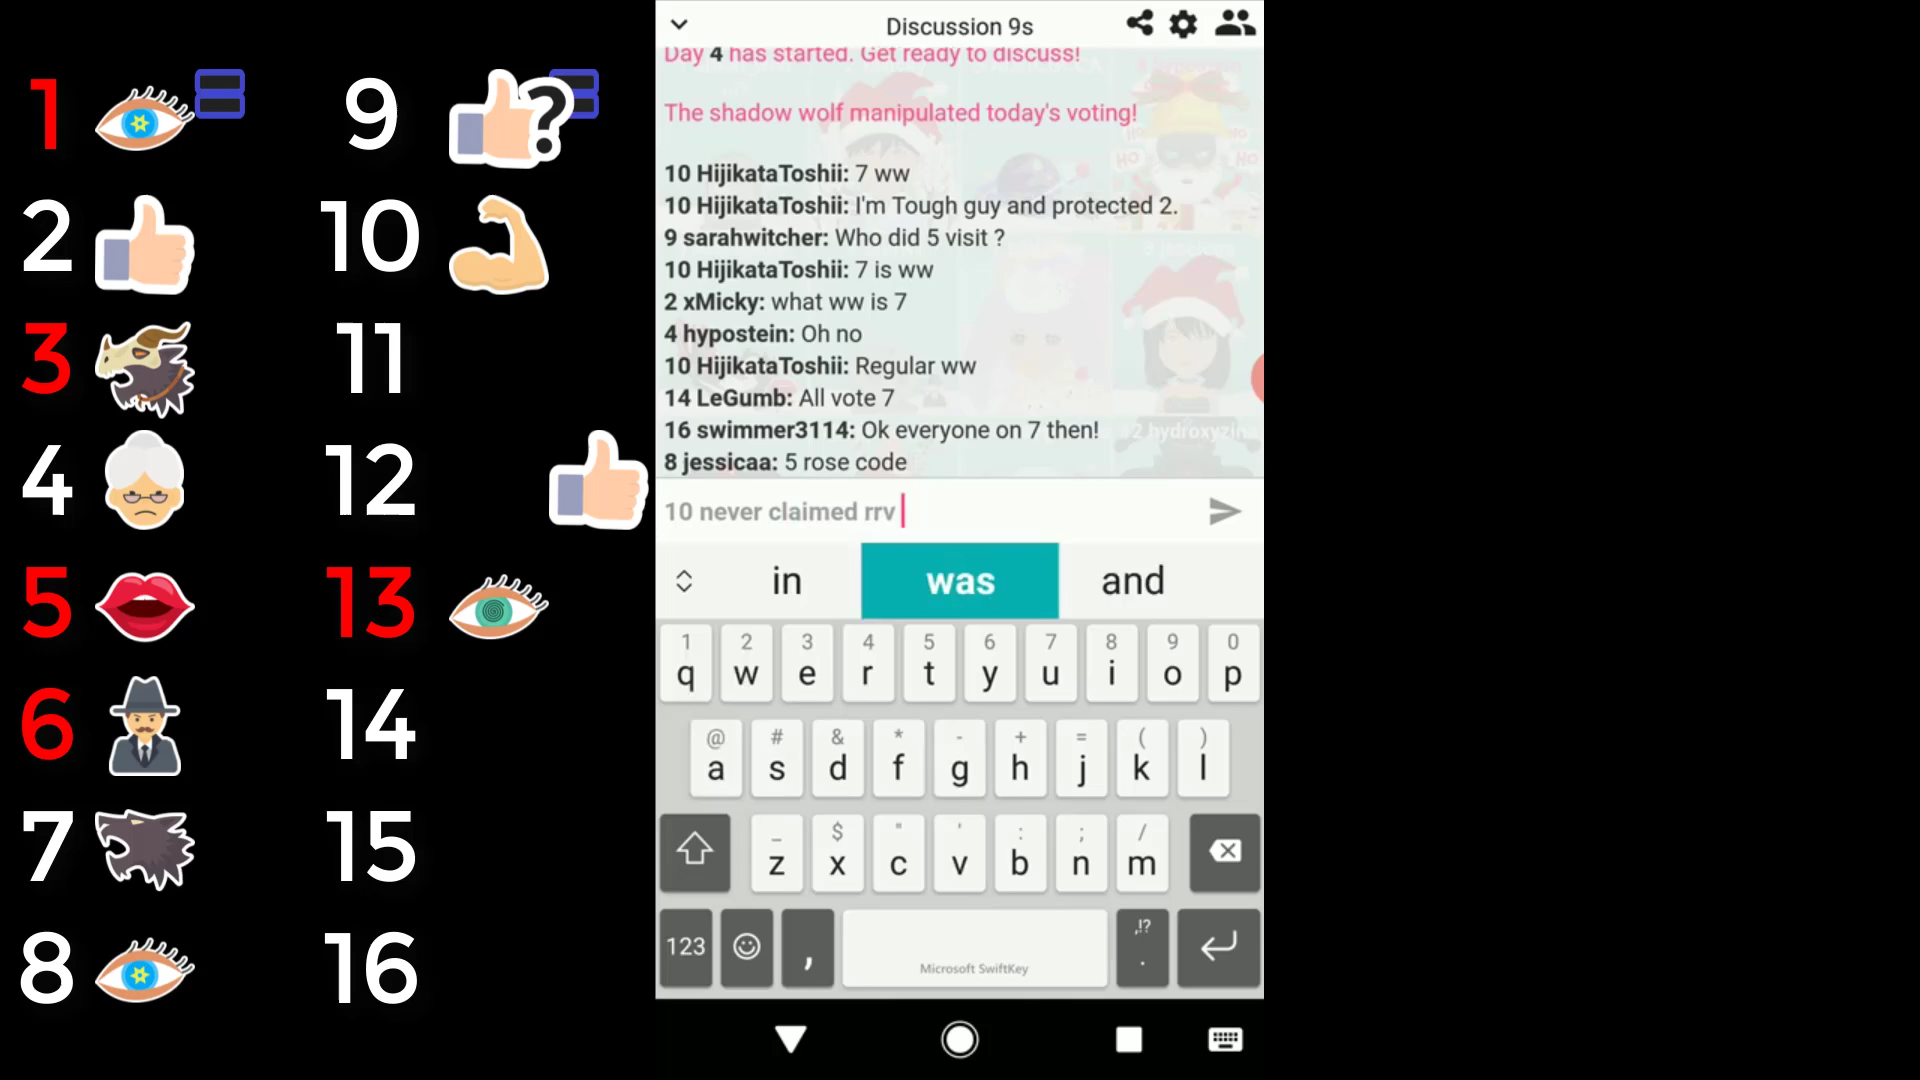 1
2
3
4
5
6
7
8
9
10
11
12
13
14
15
16
Discussion 9s
Day 4 has started. Get ready to discuss!
The shadow wolf manipulated today's voting!
10 HijikataToshii: 7 ww
10 HijikataToshii: I'm Tough guy and protected 2.
9 sarahwitcher: Who did 5 visit ?
10 HijikataToshii: 7 is ww
2 xMicky: what ww is 7
4 hypostein: Oh no
10 HijikataToshii: Regular ww
14 LeGumb: All vote 7
16 swimmer3114: Ok everyone on 7 then!
8 jessicaa: 5 rose code
10 never claimed rrv
in was and
1 2 3 4 5 6 7 8 9 0
q w e r t y u i o p
@ # & * - + = ( )
a s d f g h j k l
_ $ " ' : ; /
z x c v b n m
123 , ,!? .
Microsoft SwiftKey